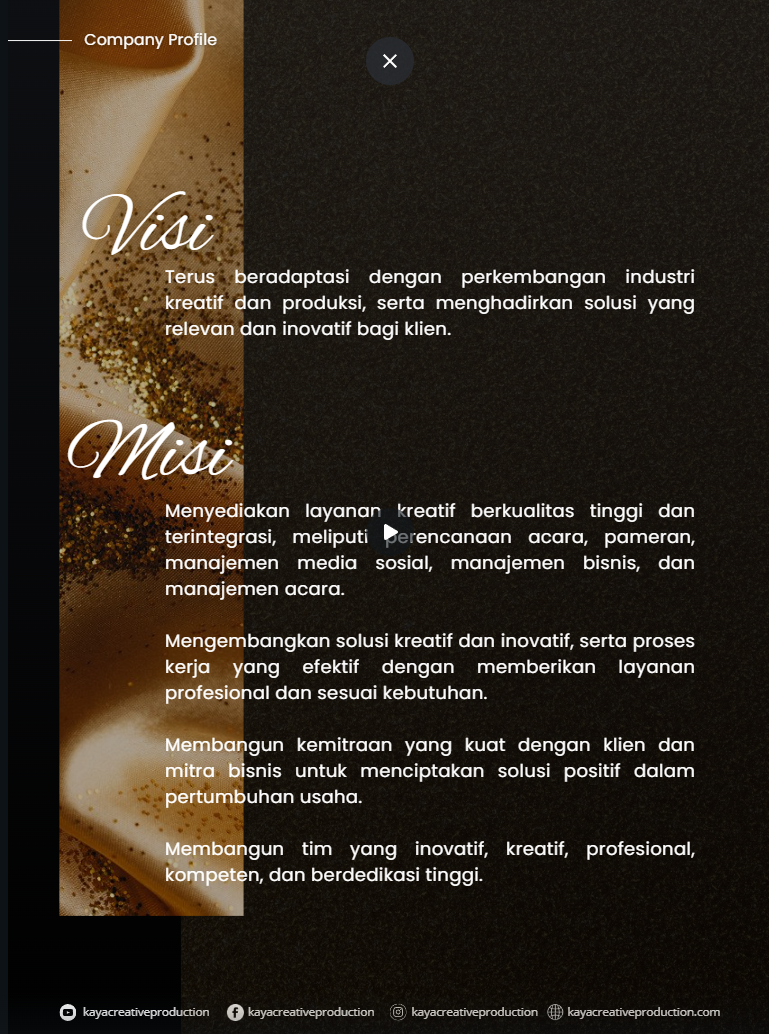 Company Profile
Visi
Terus beradaptasi dengan perkembangan industri
kreatif dan produksi, serta menghadirkan solusi yang
relevan dan inovatif bagi klien.
Misi
Menyediakan layanan kreatif berkualitas tinggi dan
terintegrasi, meliputi perencanaan acara, pameran,
manajemen media sosial, manajemen bisnis, dan
manajemen acara.
Mengembangkan solusi kreatif dan inovatif, serta proses
kerja yang efektif dengan memberikan layanan
profesional dan sesuai kebutuhan.
Membangun kemitraan yang kuat dengan klien dan
mitra bisnis untuk menciptakan solusi positif dalam
pertumbuhan usaha.
Membangun tim yang inovatif, kreatif, profesional,
kompeten, dan berdedikasi tinggi.
kayacreativeproduction kayacreativeproduction kayacreativeproduction kayacreativeproduction.com